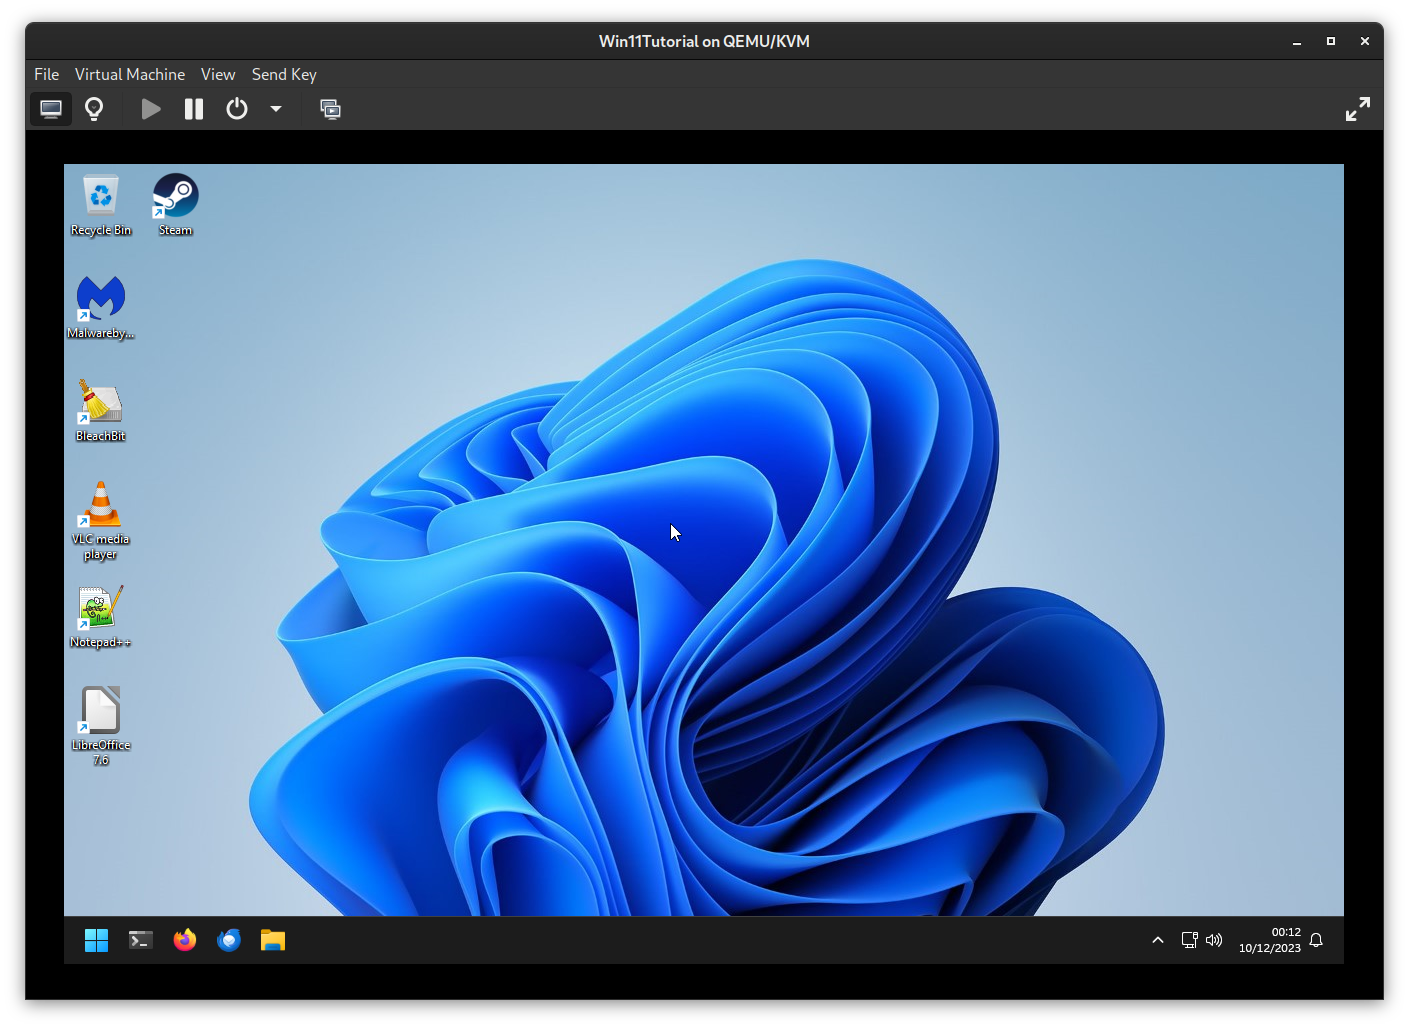 Win11Tutorial on QEMU/KVM
File Virtual Machine View Send Key
Recycle Bin
Steam
Malwareby...
BleachBit
VLC media
player
Notepad++
LibreOffice
7.6
00:12
10/12/2023